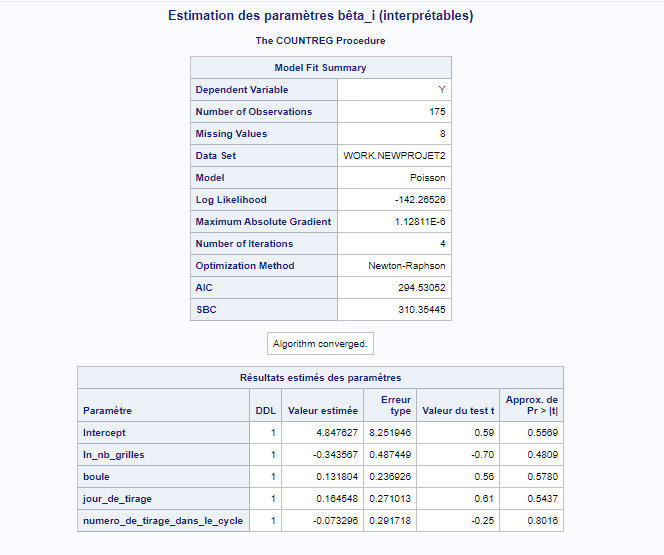 Estimation des paramètres bêta_i (interprétables)
The COUNTREG Procedure
Model Fit Summary
Dependent Variable Y
Number of Observations 175
Missing Values 8
Data Set WORK.NEWPROJET2
Model Poisson
Log Likelihood -142.26526
Maximum Absolute Gradient 1.12811E-6
Number of Iterations 4
Optimization Method Newton-Raphson
AIC 294.53052
SBC 310.35445
Algorithm converged.
Résultats estimés des paramètres
Paramètre DDL Valeur estimée Erreur type Valeur du test t Approx. de Pr > |t|
Intercept 1 4.847627 8.251946 0.59 0.5569
ln_nb_grilles 1 -0.343567 0.487449 -0.70 0.4809
boule 1 0.131804 0.236926 0.56 0.5780
jour_de_tirage 1 0.164548 0.271013 0.61 0.5437
numero_de_tirage_dans_le_cycle 1 -0.073296 0.291718 -0.25 0.8016